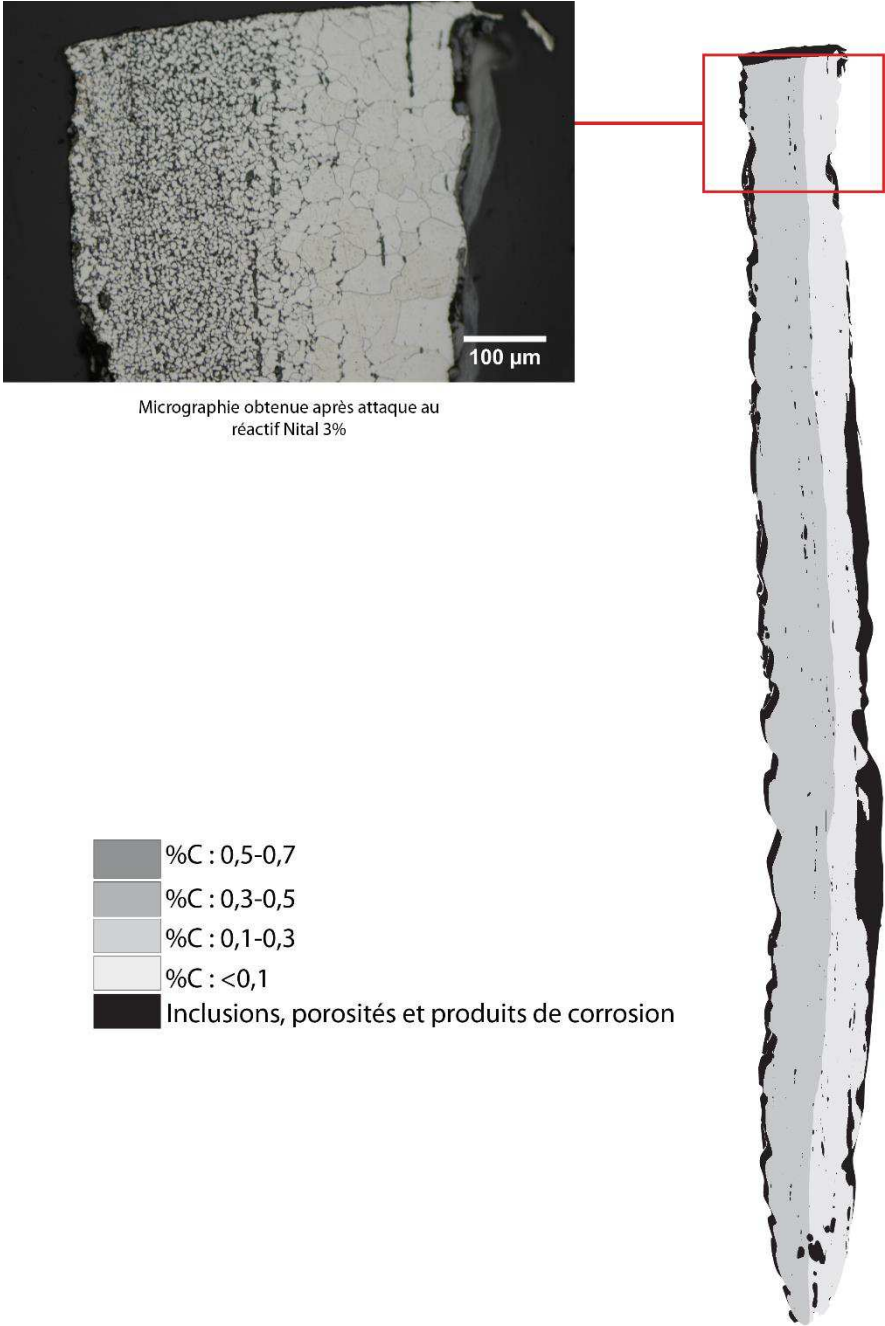 100 µm
Micrographie obtenue après attaque au
réactif Nital 3%
%C : 0,5-0,7
%C : 0,3-0,5
%C : 0,1-0,3
%C : <0,1
Inclusions, porosités et produits de corrosion